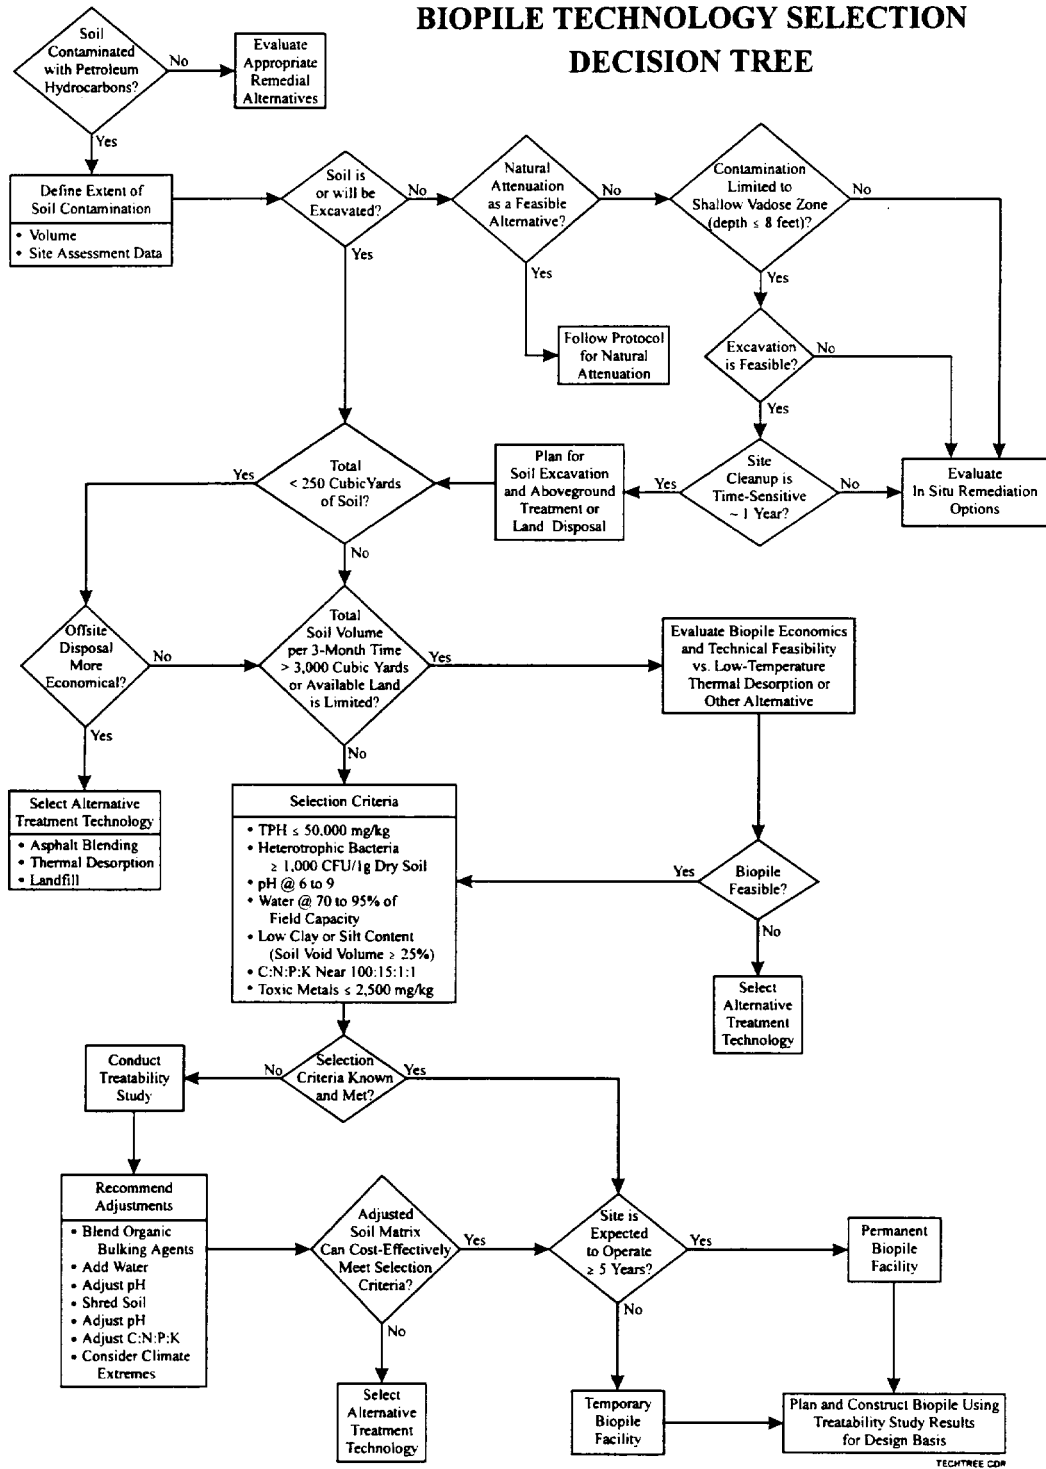 BIOPILE TECHNOLOGY SELECTION
DECISION TREE
Soil
Contaminated
with Petroleum
Hydrocarbons?
No
Evaluate
Appropriate
Remedial
Alternatives
Yes
Define Extent of
Soil Contamination
• Volume
• Site Assessment Data
Soil is
or will be
Excavated?
No
Yes
Natural
Attenuation
as a Feasible
Alternative?
No
Yes
Follow Protocol
for Natural
Attenuation
Contamination
Limited to
Shallow Vadose Zone
(depth ≤ 8 feet)?
No
Yes
Excavation
is Feasible?
No
Yes
Site
Cleanup is
Time-Sensitive
~ 1 Year?
No
Yes
Evaluate
In Situ Remediation
Options
Plan for
Soil Excavation
and Aboveground
Treatment or
Land Disposal
Total
< 250 Cubic Yards
of Soil?
Yes
No
Offsite
Disposal
More
Economical?
No
Yes
Select Alternative
Treatment Technology
• Asphalt Blending
• Thermal Desorption
• Landfill
Total
Soil Volume
per 3-Month Time
> 3,000 Cubic Yards
or Available Land
is Limited?
Yes
No
Evaluate Biopile Economics
and Technical Feasibility
vs. Low-Temperature
Thermal Desorption or
Other Alternative
Biopile
Feasible?
Yes
No
Select
Alternative
Treatment
Technology
Selection Criteria
• TPH ≤ 50,000 mg/kg
• Heterotrophic Bacteria
≥ 1,000 CFU/1g Dry Soil
• pH @ 6 to 9
• Water @ 70 to 95% of
Field Capacity
• Low Clay or Silt Content
(Soil Void Volume ≥ 25%)
• C:N:P:K Near 100:15:1:1
• Toxic Metals ≤ 2,500 mg/kg
Selection
Criteria Known
and Met?
No
Yes
Conduct
Treatability
Study
Recommend
Adjustments
• Blend Organic
Bulking Agents
• Add Water
• Adjust pH
• Shred Soil
• Adjust pH
• Adjust C:N:P:K
• Consider Climate
Extremes
Adjusted
Soil Matrix
Can Cost-Effectively
Meet Selection
Criteria?
Yes
No
Select
Alternative
Treatment
Technology
Site is
Expected
to Operate
≥ 5 Years?
Yes
No
Permanent
Biopile
Facility
Temporary
Biopile
Facility
Plan and Construct Biopile Using
Treatability Study Results
for Design Basis
TECHTREE CDR